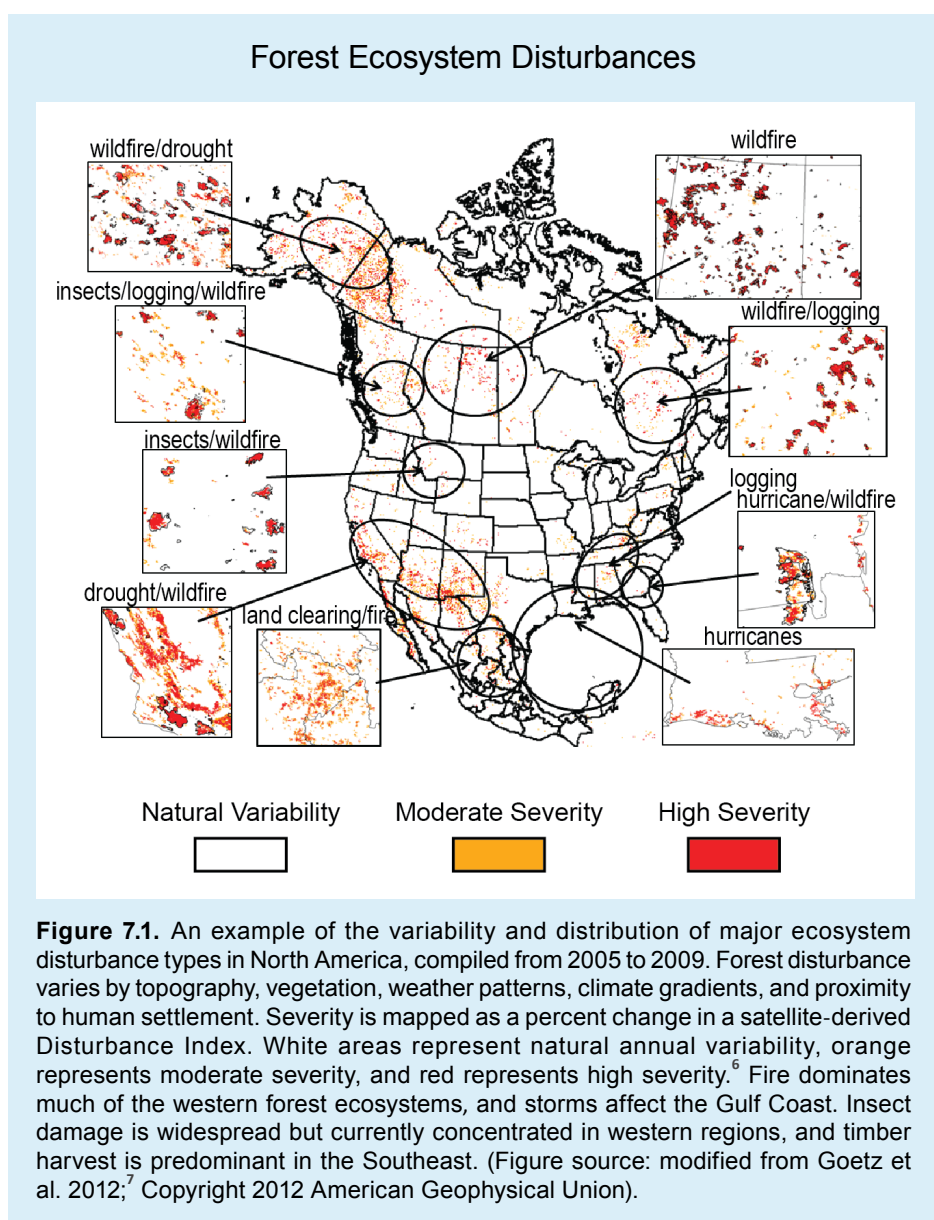 Forest Ecosystem Disturbances
wildfire/drought
wildfire
insects/logging/wildfire
wildfire/logging
insects/wildfire
logging
hurricane/wildfire
drought/wildfire
land clearing/fire
hurricanes
Natural Variability
Moderate Severity
High Severity
Figure 7.1. An example of the variability and distribution of major ecosystem
disturbance types in North America, compiled from 2005 to 2009. Forest disturbance
varies by topography, vegetation, weather patterns, climate gradients, and proximity
to human settlement. Severity is mapped as a percent change in a satellite-derived
Disturbance Index. White areas represent natural annual variability, orange
represents moderate severity, and red represents high severity.6 Fire dominates
much of the western forest ecosystems, and storms affect the Gulf Coast. Insect
damage is widespread but currently concentrated in western regions, and timber
harvest is predominant in the Southeast. (Figure source: modified from Goetz et
al. 2012;7 Copyright 2012 American Geophysical Union).